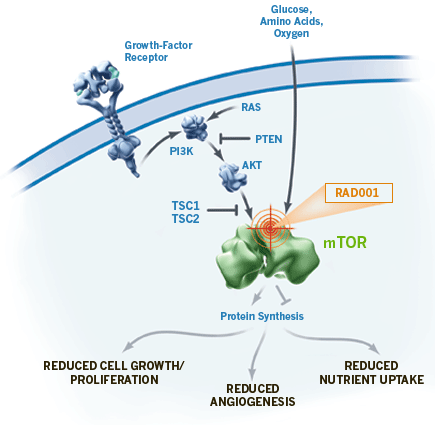 Glucose,
Amino Acids,
Oxygen
Growth-Factor
Receptor
RAS
PTEN
PI3K
AKT
RAD001
TSC1
TSC2
mTOR
Protein Synthesis
REDUCED CELL GROWTH/
PROLIFERATION
REDUCED
NUTRIENT UPTAKE
REDUCED
ANGIOGENESIS